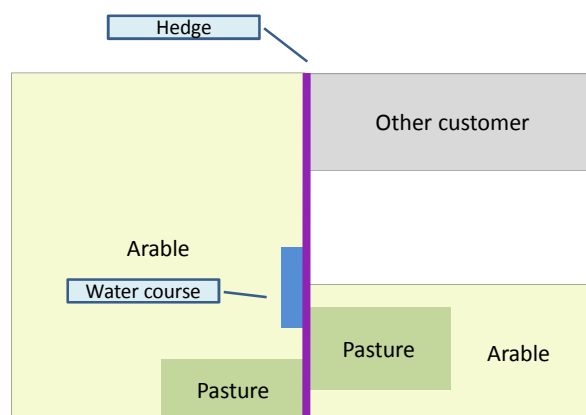 Hedge
Other customer
Arable
Water course
Pasture
Arable
Pasture